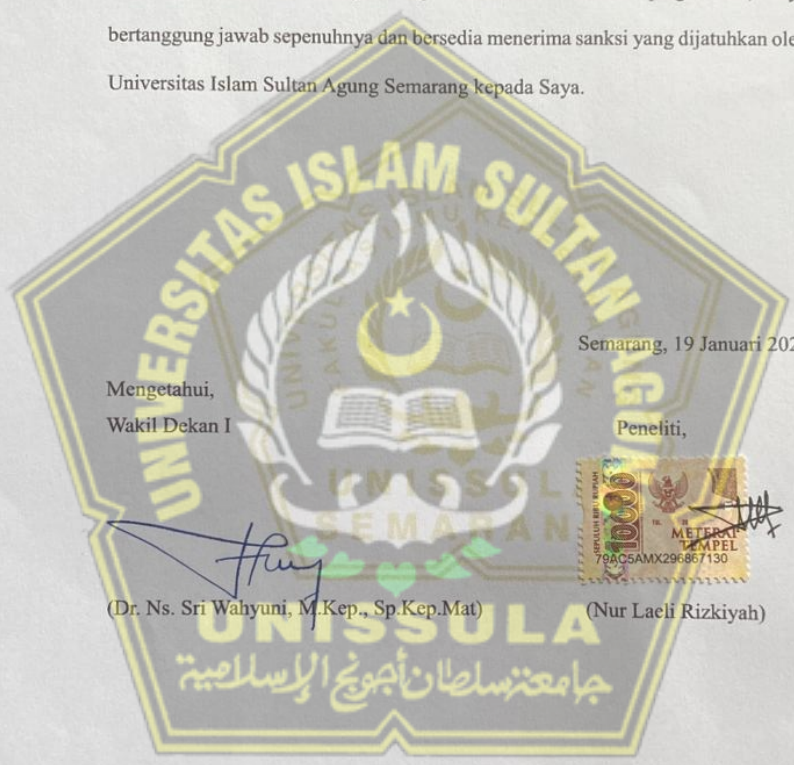 bertanggung jawab sepenuhnya dan bersedia menerima sanksi yang dijatuhkan
Universitas Islam Sultan Agung Semarang kepada Saya.
UNIVERSITAS ISLAM SULTAN AGUNG
Semarang, 19 Januari
Mengetahui,
Wakil Dekan I
Peneliti,
UNISSULA
SEMARANG
SEPULUH RIBU RUPIAH
10000
METERAI
TEMPEL
79AC5AMX296867130
(Dr. Ns. Sri Wahyuni, M.Kep., Sp.Kep.Mat)
(Nur Laeli Rizkiyah)
UNISSULA
جامعة سلطان أجونج الإسلامية